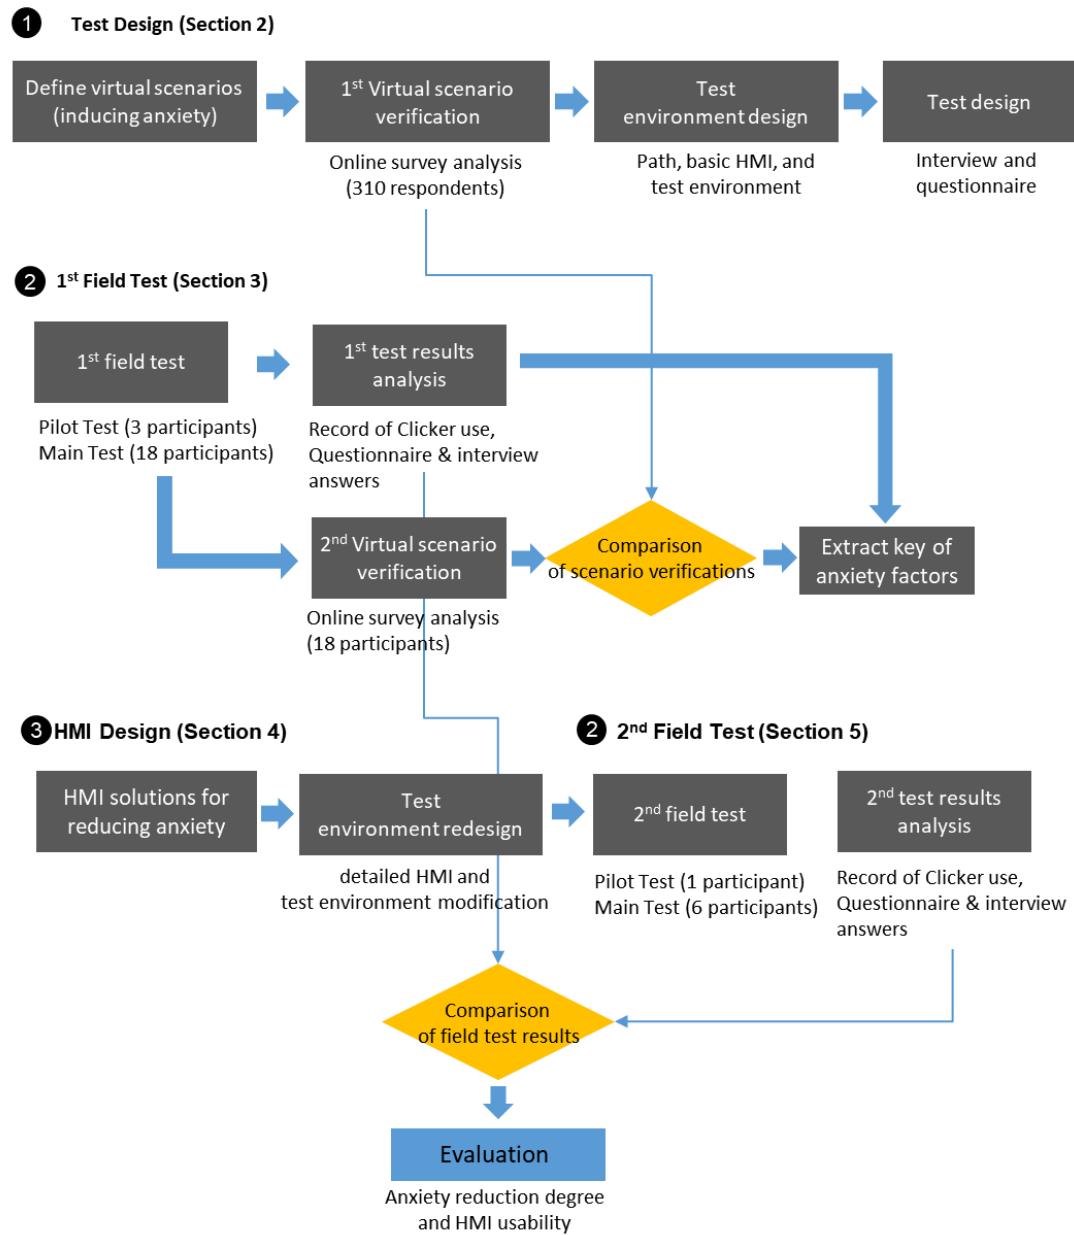 1 Test Design (Section 2)
Define virtual scenarios
(inducing anxiety)
1st Virtual scenario
verification
Test
environment design
Test design
Online survey analysis
(310 respondents)
Path, basic HMI, and
test environment
Interview and
questionnaire
2 1st Field Test (Section 3)
1st field test
1st test results
analysis
Pilot Test (3 participants)
Main Test (18 participants)
Record of Clicker use,
Questionnaire & interview
answers
2nd Virtual scenario
verification
Comparison
of scenario verifications
Extract key of
anxiety factors
Online survey analysis
(18 participants)
3 HMI Design (Section 4)
2 2nd Field Test (Section 5)
HMI solutions for
reducing anxiety
Test
environment redesign
2nd field test
2nd test results
analysis
detailed HMI and
test environment modification
Pilot Test (1 participant)
Main Test (6 participants)
Record of Clicker use,
Questionnaire & interview
answers
Comparison
of field test results
Evaluation
Anxiety reduction degree
and HMI usability